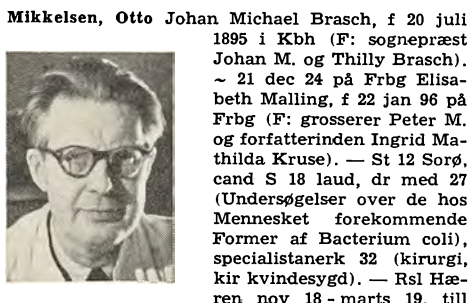 Mikkelsen, Otto Johan Michael Brasch, f 20 juli
1895 i Kbh (F: sognepræst
Johan M. og Thilly Brasch).
~ 21 dec 24 på Frbg Elisa-
beth Malling, f 22 jan 96 på
Frbg (F: grosserer Peter M.
og forfatterinden Ingrid Ma-
thilda Kruse). — St 12 Sorø,
cand S 18 laud, dr med 27
(Undersøgelser over de hos
Mennesket forekommende
Former af Bacterium coli),
specialistanerk 32 (kirurgi,
kir kvindesygd). — Rsl Hæ-
ren nov 18 - marts 19, till